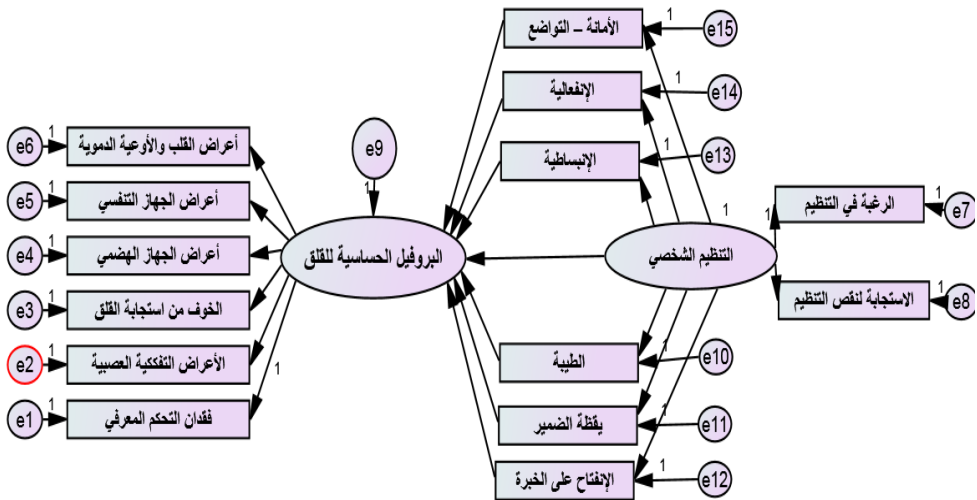 الأمانة – التواضع
1
e15
الإنفعالية
1
e14
الإنبساطية
1
e13
e9
1
e6
1
أعراض القلب والأوعية الدموية
e5
1
أعراض الجهاز التنفسي
e4
1
أعراض الجهاز الهضمي
e3
1
الخوف من استجابة القلق
e2
1
الأعراض التفككية العصبية
e1
1
فقدان التحكم المعرفي
1
البروفيل الحساسية للقلق
التنظيم الشخصي
1
1
الرغبة في التنظيم
1
e7
الاستجابة لنقص التنظيم
1
e8
الطيبة
1
e10
يقظة الضمير
1
e11
الإنفتاح على الخبرة
1
e12